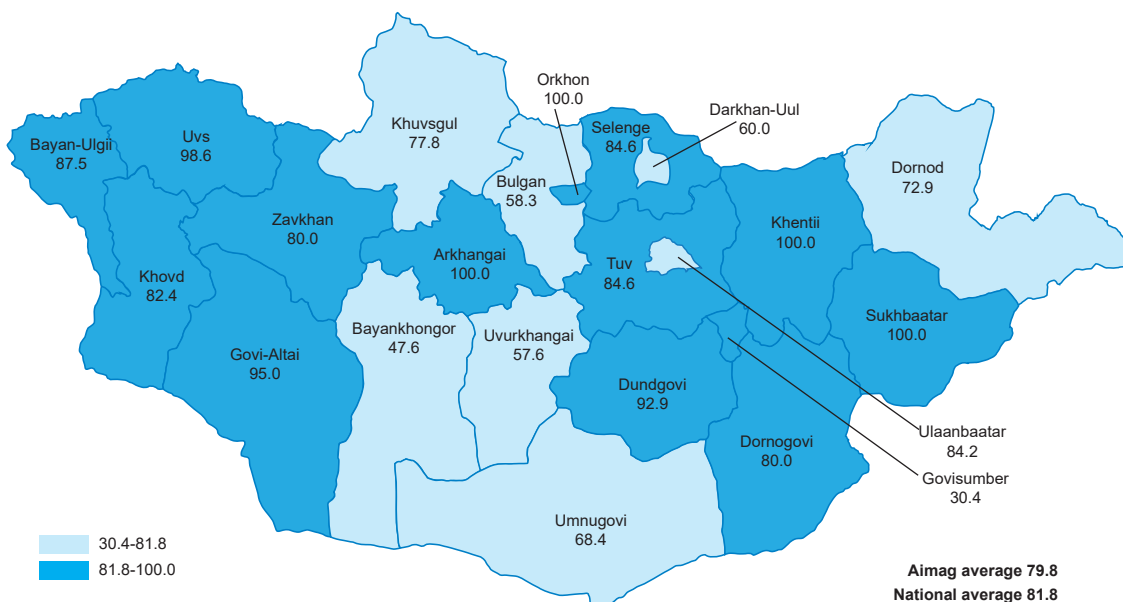 Orkhon
100.0
Darkhan-Uul
60.0
Khuvsgul
77.8
Selenge
84.6
Uvs
98.6
Bayan-Ulgii
87.5
Dornod
72.9
Bulgan
58.3
Zavkhan
80.0
Khentii
100.0
Arkhangai
100.0
Tuv
84.6
Khovd
82.4
Sukhbaatar
100.0
Bayankhongor
47.6
Uvurkhangai
57.6
Govi-Altai
95.0
Dundgovi
92.9
Ulaanbaatar
84.2
Dornogovi
80.0
Govisumber
30.4
Umnugovi
68.4
30.4-81.8
81.8-100.0
Aimag average 79.8
National average 81.8